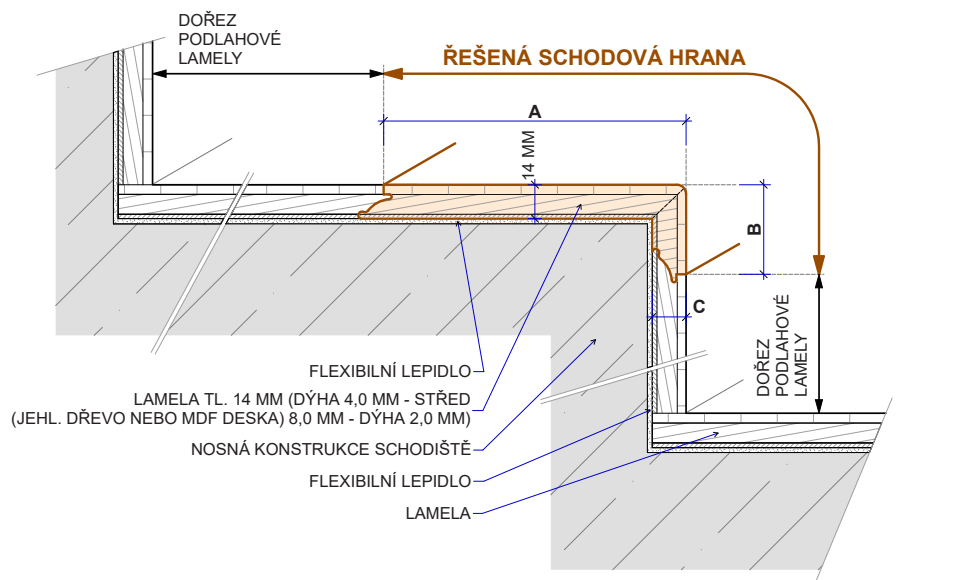 DOŘEZ
PODLAHOVÉ
LAMELY
ŘEŠENÁ SCHODOVÁ HRANA
A
14 MM
B
C
DOŘEZ
PODLAHOVÉ
LAMELY
FLEXIBILNÍ LEPIDLO
LAMELA TL. 14 MM (DÝHA 4,0 MM - STŘED
(JEHL. DŘEVO NEBO MDF DESKA) 8,0 MM - DÝHA 2,0 MM)
NOSNÁ KONSTRUKCE SCHODIŠTĚ
FLEXIBILNÍ LEPIDLO
LAMELA